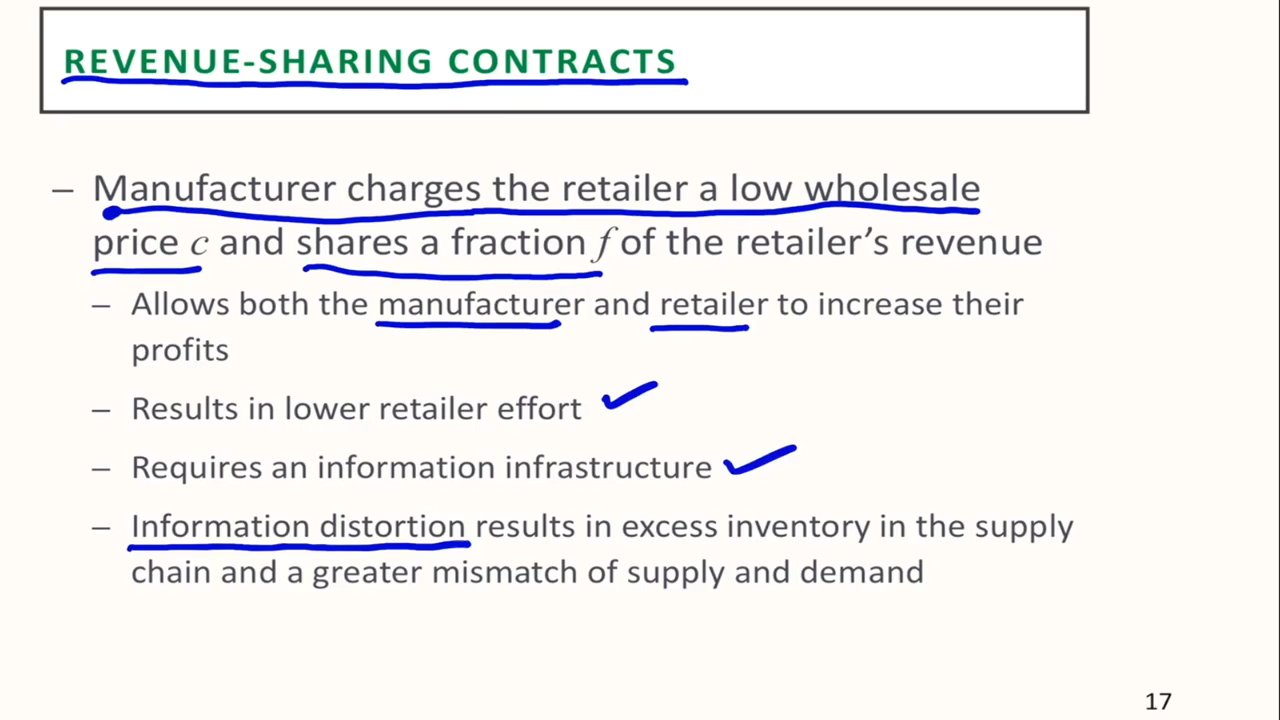 REVENUE-SHARING CONTRACTS
– Manufacturer charges the retailer a low wholesale
price c and shares a fraction f of the retailer’s revenue
– Allows both the manufacturer and retailer to increase their
profits
– Results in lower retailer effort
– Requires an information infrastructure
– Information distortion results in excess inventory in the supply
chain and a greater mismatch of supply and demand
17